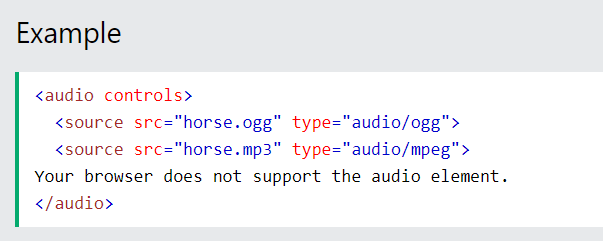 Example
<audio controls>
<source src="horse.ogg" type="audio/ogg">
<source src="horse.mp3" type="audio/mpeg">
Your browser does not support the audio element.
</audio>